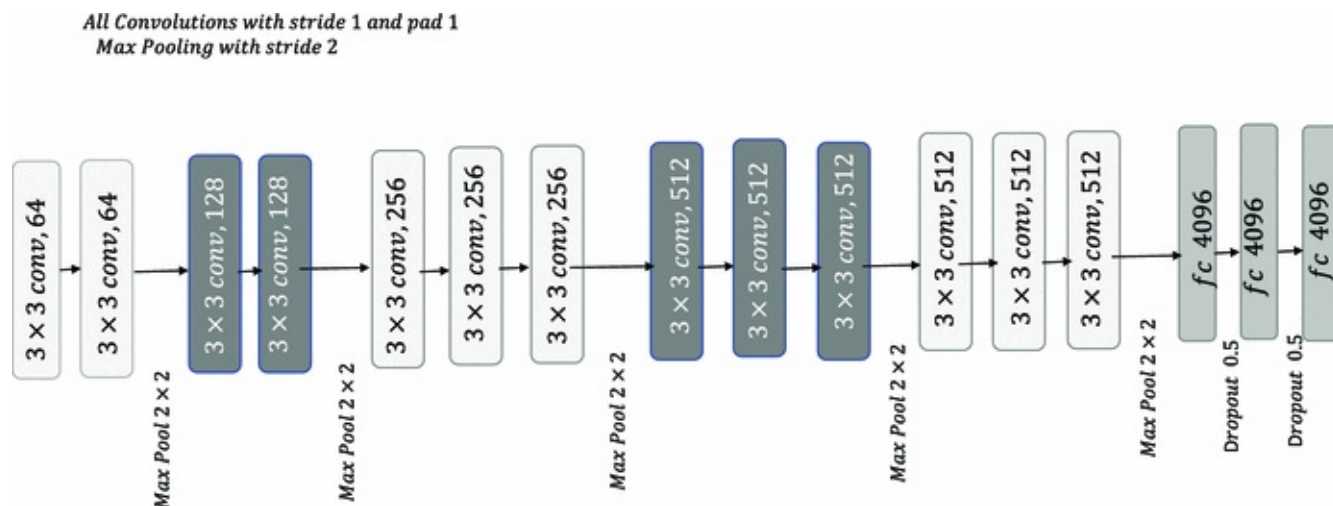 All Convolutions with stride 1 and pad 1
Max Pooling with stride 2
3 × 3 conv, 64
3 × 3 conv, 64
Max Pool 2 × 2
3 × 3 conv, 128
3 × 3 conv, 128
Max Pool 2 × 2
3 × 3 conv, 256
3 × 3 conv, 256
3 × 3 conv, 256
Max Pool 2 × 2
3 × 3 conv, 512
3 × 3 conv, 512
3 × 3 conv, 512
Max Pool 2 × 2
3 × 3 conv, 512
3 × 3 conv, 512
3 × 3 conv, 512
Max Pool 2 × 2
fc 4096
Dropout 0.5
fc 4096
Dropout 0.5
fc 4096